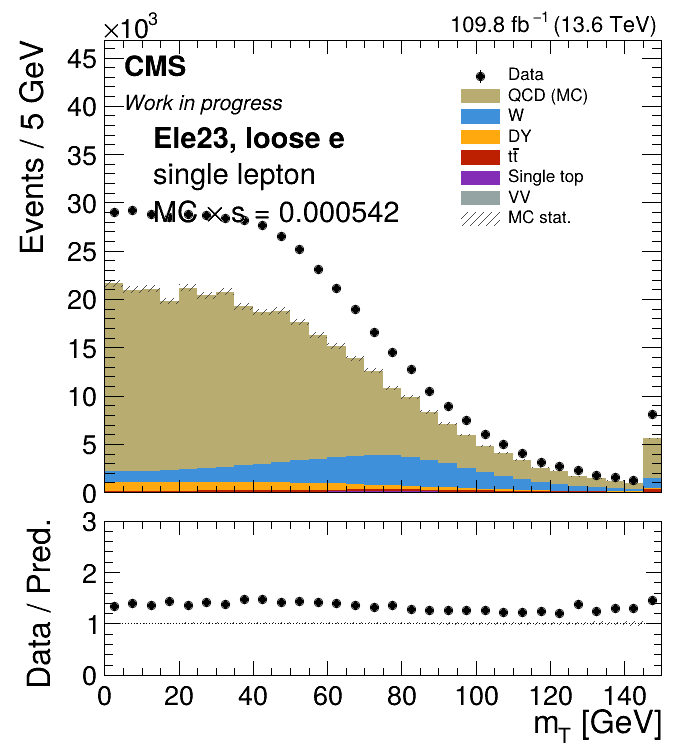 ×10³
109.8 fb⁻¹ (13.6 TeV)
CMS
Work in progress
Ele23, loose e
single lepton
MC × s = 0.000542
Data
QCD (MC)
W
DY
tt̄
Single top
VV
MC stat.
Events / 5 GeV
45
40
35
30
25
20
15
10
5
0
Data / Pred.
3
2
1
0
0 20 40 60 80 100 120 140
m_T [GeV]